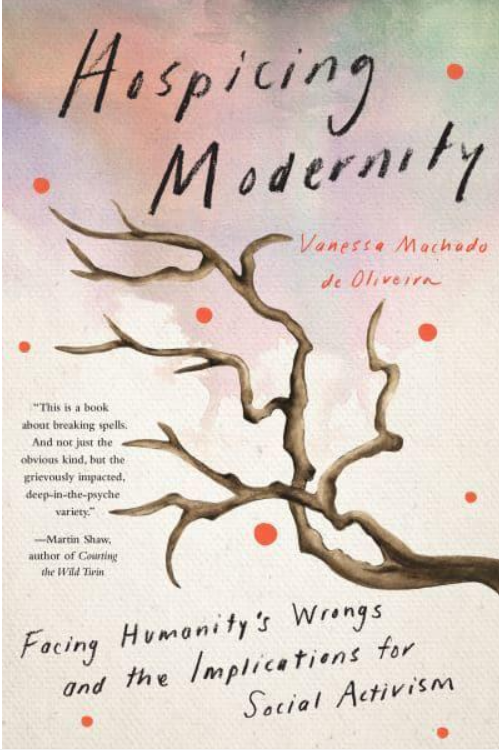 Hospicing
Modernity
Vanessa Machado
de Oliveira
“This is a book
about breaking spells.
And not just the
obvious kind, but the
grievously impacted,
deep-in-the-psyche
variety.”
—Martin Shaw,
author of Courting
the Wild Twin
Facing Humanity's Wrongs
and the Implications for
Social Activism